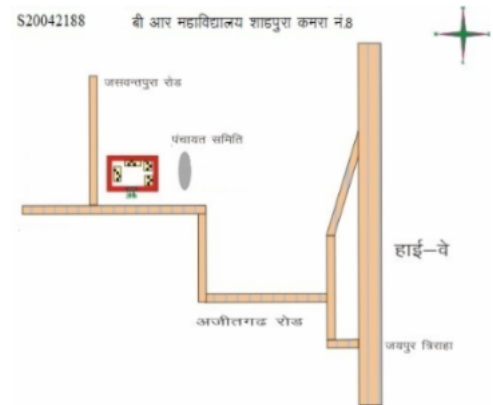 S20042188 बी आर महाविद्यालय शाहपुरा कमरा नं.8
जसवन्तपुरा रोड
पंचायत समिति
हाई–वे
अजीतगढ रोड
जयपुर त्रिराहा